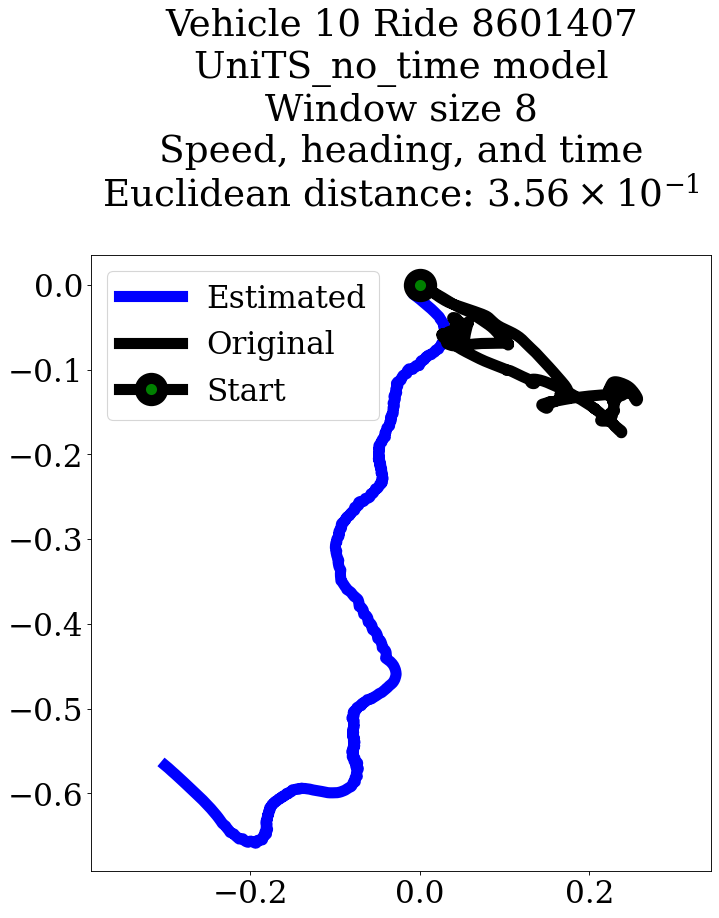 Vehicle 10 Ride 8601407
UniTS_no_time model
Window size 8
Speed, heading, and time
Euclidean distance: 3.56 × 10⁻¹
Estimated
Original
Start
0.0
−0.1
−0.2
−0.3
−0.4
−0.5
−0.6
−0.2 0.0 0.2